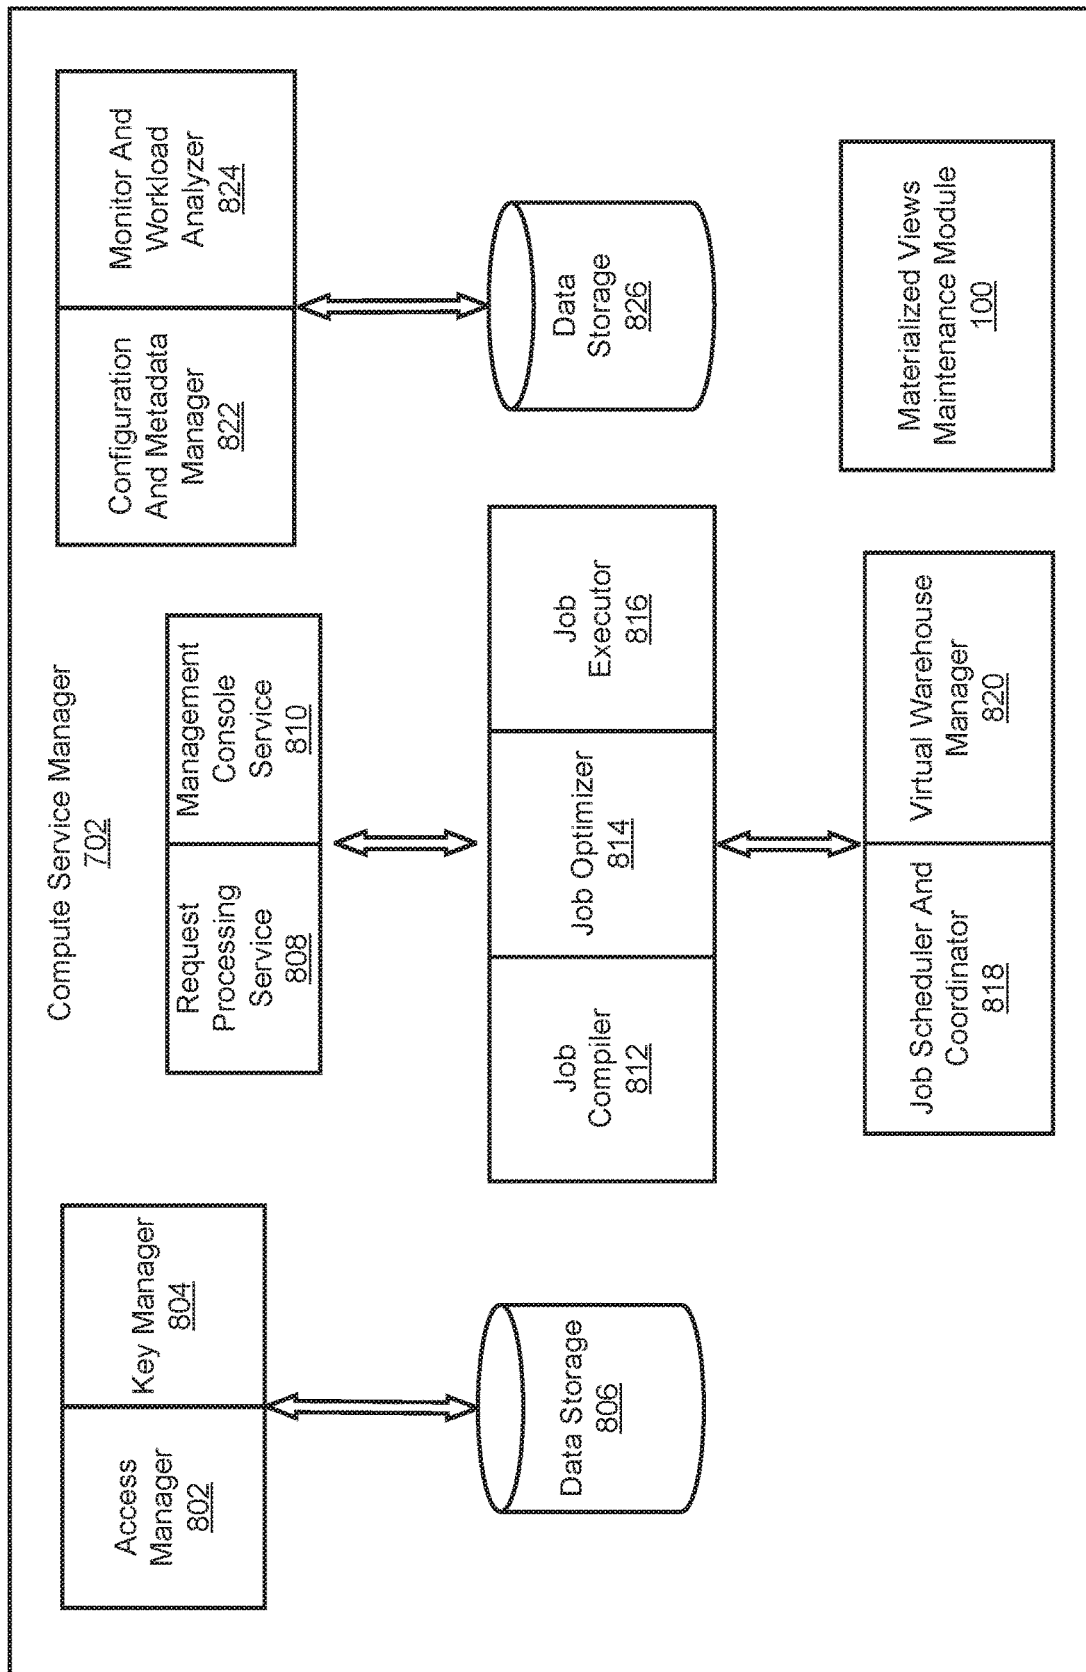 Compute Service Manager
702
Access
Manager
802
Key Manager
804
Data Storage
806
Request
Processing
Service
808
Management
Console
Service
810
Job
Compiler
812
Job Optimizer
814
Job
Executor
816
Job Scheduler And
Coordinator
818
Virtual Warehouse
Manager
820
Configuration
And Metadata
Manager
822
Monitor And
Workload
Analyzer
824
Data
Storage
826
Materialized Views
Maintenance Module
100